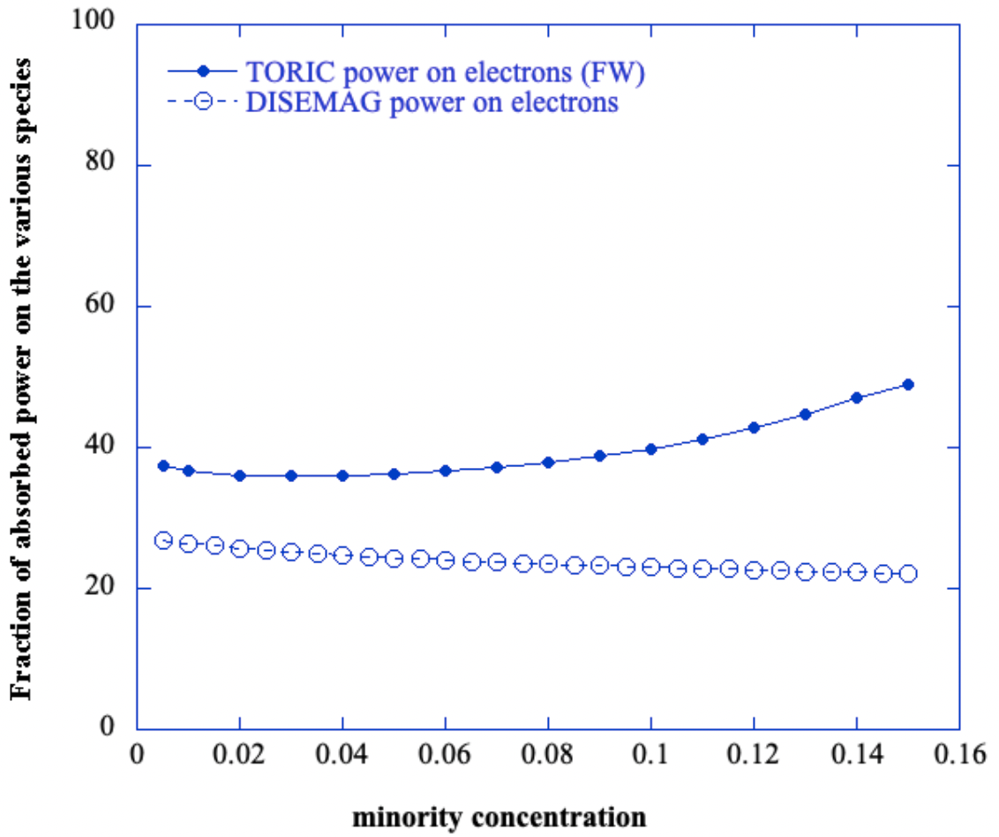 Fraction of absorbed power on the various species
100
80
60
40
20
0
TORIC power on electrons (FW)
DISEMAG power on electrons
0 0.02 0.04 0.06 0.08 0.1 0.12 0.14 0.16
minority concentration